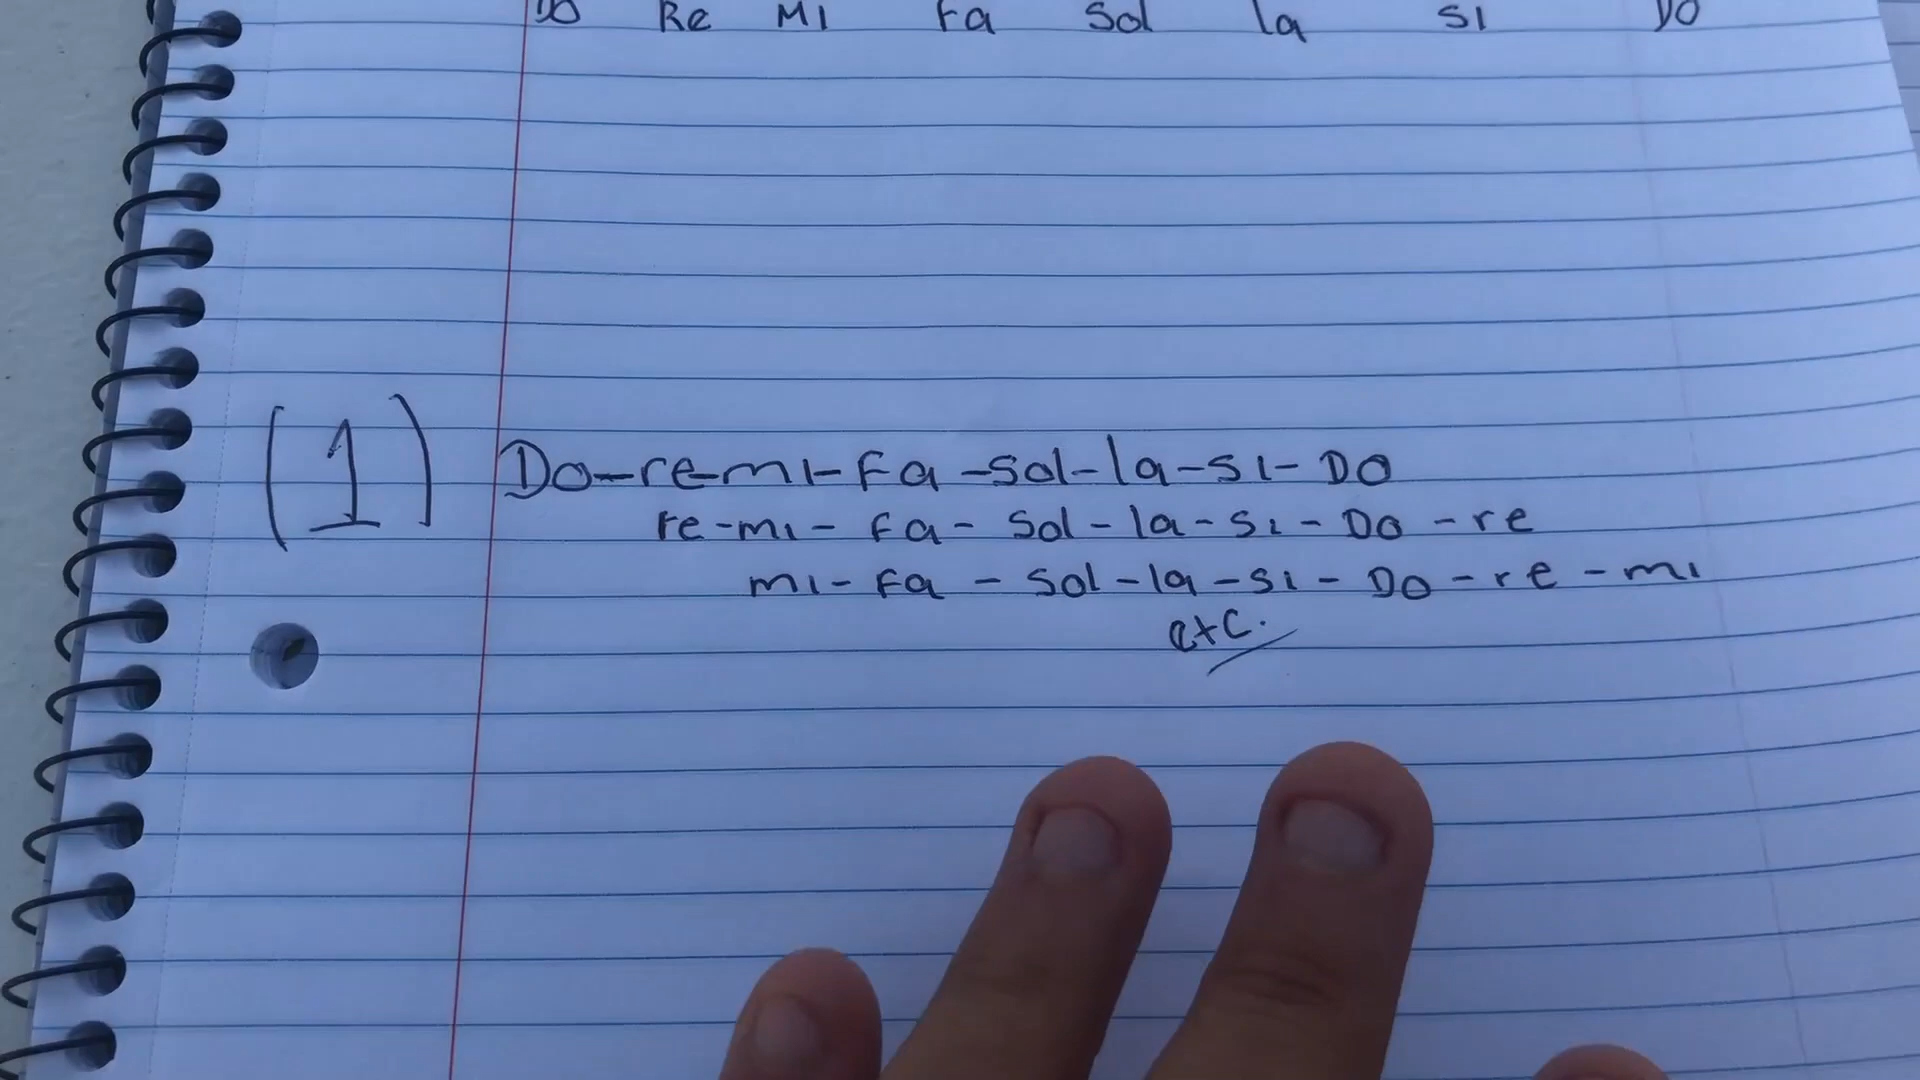 Do Re Mi Fa Sol la si Do
(1) Do-re-mi-Fa-Sol-la-si-Do
re-mi-Fa-Sol-la-si-Do-re
mi-Fa-Sol-la-si-Do-re-mi
etc.